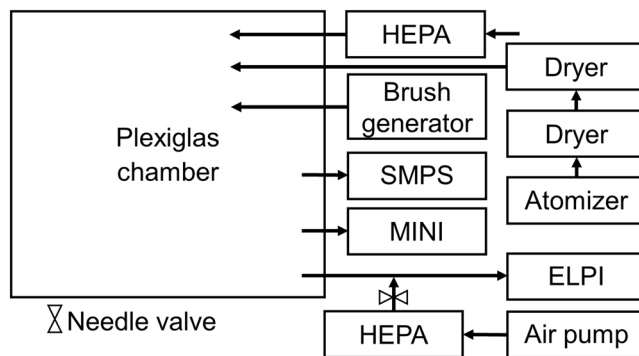 HEPA
Dryer
Brush
generator
Plexiglas
chamber
Dryer
SMPS
Atomizer
MINI
ELPI
Needle valve
HEPA
Air pump